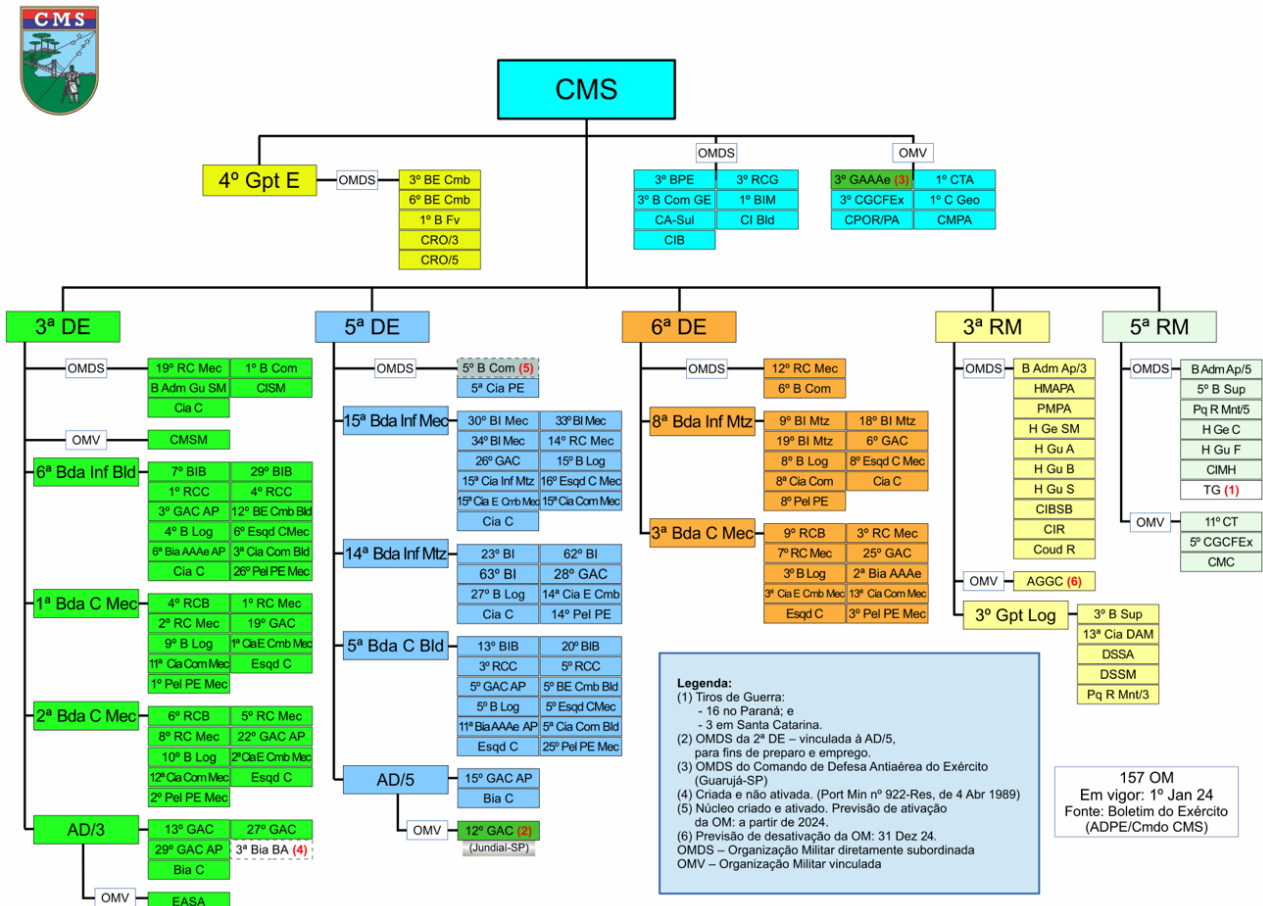 CMS
CMS
4º Gpt E
OMDS
3º BE Cmb
6º BE Cmb
1º B Fv
CRO/3
CRO/5
OMDS
3º BPE
3º RCG
3º B Com GE
1º BIM
CA-Sul
CI Bld
CIB
OMV
3º GAAAe (3)
1º CTA
3º CGCFEx
1º C Geo
CPOR/PA
CMPA
3ª DE
OMDS
19º RC Mec
1º B Com
B Adm Gu SM
CISM
Cia C
OMV
CMSM
6ª Bda Inf Bld
7º BIB
29º BIB
1º RCC
4º RCC
3º GAC AP
12º BE Cmb Bld
4º B Log
6º Esqd CMec
6ª Bia AAAe AP
3ª Cia Com Bld
Cia C
26º Pel PE Mec
1ª Bda C Mec
4º RCB
1º RC Mec
2º RC Mec
19º GAC
9º B Log
1ª Cia E Cmb Mec
11ª Cia Com Mec
Esqd C
1º Pel PE Mec
2ª Bda C Mec
6º RCB
5º RC Mec
8º RC Mec
22º GAC AP
10º B Log
2ª Cia E Cmb Mec
12ª Cia Com Mec
Esqd C
2º Pel PE Mec
AD/3
13º GAC
27º GAC
29º GAC AP
3ª Bia BA (4)
Bia C
OMV
EASA
5ª DE
OMDS
5º B Com (5)
5ª Cia PE
15ª Bda Inf Mec
30º BI Mec
33º BI Mec
34º BI Mec
14º RC Mec
26º GAC
15º B Log
15ª Cia Inf Mtz
16º Esqd C Mec
15ª Cia E Cmb Mec
15ª Cia Com Mec
Cia C
14ª Bda Inf Mtz
23º BI
62º BI
63º BI
28º GAC
27º B Log
14ª Cia E Cmb
Cia C
14º Pel PE
5ª Bda C Bld
13º BIB
20º BIB
3º RCC
5º RCC
5º GAC AP
5º BE Cmb Bld
5º B Log
5º Esqd CMec
11ª Bia AAAe AP
5ª Cia Com Bld
Esqd C
25º Pel PE Mec
AD/5
15º GAC AP
Bia C
OMV
12º GAC (2)
(Jundiaí-SP)
6ª DE
OMDS
12º RC Mec
6º B Com
8ª Bda Inf Mtz
9º BI Mtz
18º BI Mtz
19º BI Mtz
6º GAC
8º B Log
8º Esqd C Mec
8ª Cia Com
Cia C
8º Pel PE
3ª Bda C Mec
9º RCB
3º RC Mec
7º RC Mec
25º GAC
3º B Log
2ª Bia AAAe
3ª Cia E Cmb Mec
13ª Cia Com Mec
Esqd C
3º Pel PE Mec
3ª RM
OMDS
B Adm Ap/3
HMAPA
PMPA
H Ge SM
H Gu A
H Gu B
H Gu S
CIBSB
CIR
Coud R
OMV
AGGC (6)
3º Gpt Log
3º B Sup
13ª Cia DAM
DSSA
DSSM
Pq R Mnt/3
5ª RM
OMDS
B Adm Ap/5
5º B Sup
Pq R Mnt/5
H Ge C
H Gu F
CIMH
TG (1)
OMV
11º CT
5º CGCFEx
CMC
Legenda:
(1) Tiros de Guerra:
- 16 no Paraná; e
- 3 em Santa Catarina.
(2) OMDS da 2ª DE – vinculada à AD/5,
para fins de preparo e emprego.
(3) OMDS do Comando de Defesa Antiaérea do Exército
(Guarujá-SP)
(4) Criada e não ativada. (Port Min nº 922-Res, de 4 Abr 1989)
(5) Núcleo criado e ativado. Previsão de ativação
da OM: a partir de 2024.
(6) Previsão de desativação da OM: 31 Dez 24.
OMDS – Organização Militar diretamente subordinada
OMV – Organização Militar vinculada
157 OM
Em vigor: 1º Jan 24
Fonte: Boletim do Exército
(ADPE/Cmdo CMS)